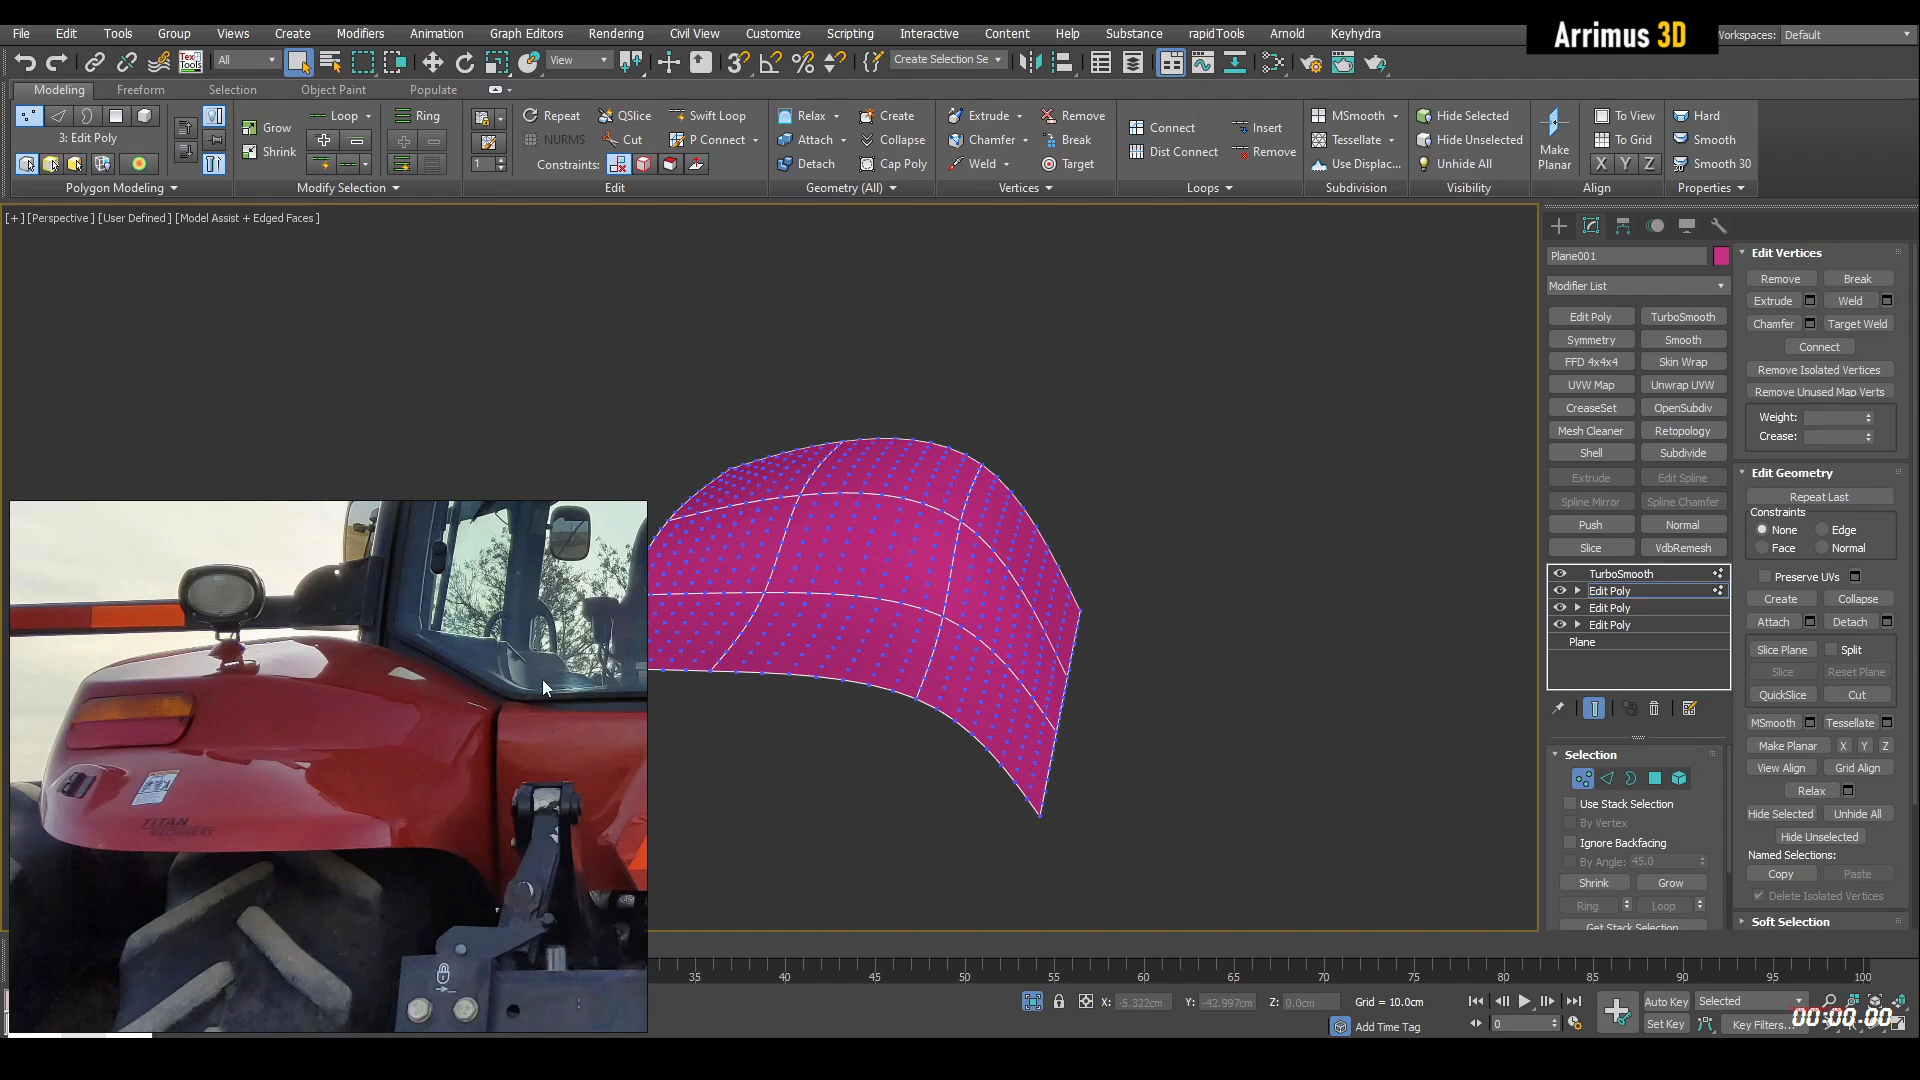 File Edit Tools Group Views Create Modifiers Animation Graph Editors Rendering Civil View Customize Scripting Interactive Content Help Substance rapidTools Arnold Keyhydra Arrimus 3D Workspaces: Default
TexTools All View Create Selection Se
Modeling Freeform Selection Object Paint Populate
Loop Ring Repeat QSlice Swift Loop Relax Create Extrude Remove Connect Insert MSmooth Hide Selected To View Hard
3: Edit Poly Grow NURMS Cut P Connect Attach Collapse Chamfer Break Tessellate Hide Unselected Make Planar To Grid Smooth
Shrink 1 Constraints: Detach Cap Poly Weld Target Dist Connect Remove Use Displac... Unhide All X Y Z Smooth 30
Polygon Modeling Modify Selection Edit Geometry (All) Vertices Loops Subdivision Visibility Align Properties
[+] [Perspective] [User Defined] [Model Assist + Edged Faces]
Plane001
Modifier List
Edit Poly TurboSmooth
Symmetry Smooth
FFD 4x4x4 Skin Wrap
UVW Map Unwrap UVW
CreaseSet OpenSubdiv
Mesh Cleaner Retopology
Shell Subdivide
Extrude Edit Spline
Spline Mirror Spline Chamfer
Push Normal
Slice VdbRemesh
TurboSmooth
Edit Poly
Edit Poly
Edit Poly
Plane
Selection
Use Stack Selection
By Vertex
Ignore Backfacing
By Angle: 45.0
Shrink Grow
Ring Loop
Get Stack Selection
Edit Vertices
Remove Break
Extrude Weld
Chamfer Target Weld
Connect
Remove Isolated Vertices
Remove Unused Map Verts
Weight:
Crease:
Edit Geometry
Repeat Last
Constraints
None Edge
Face Normal
Preserve UVs
Create Collapse
Attach Detach
Slice Plane Split
Slice Reset Plane
QuickSlice Cut
MSmooth Tessellate
Make Planar X Y Z
View Align Grid Align
Relax
Hide Selected Unhide All
Hide Unselected
Named Selections:
Copy Paste
Delete Isolated Vertices
Soft Selection
TITAN
MACHINERY
35 40 45 50 55 60 65 70 75 80 85 90 95 100
X: -5.322cm Y: -42.997cm Z: 0.0cm Grid = 10.0cm Auto Key Selected
Add Time Tag 0 Set Key Key Filters...
00:00.00